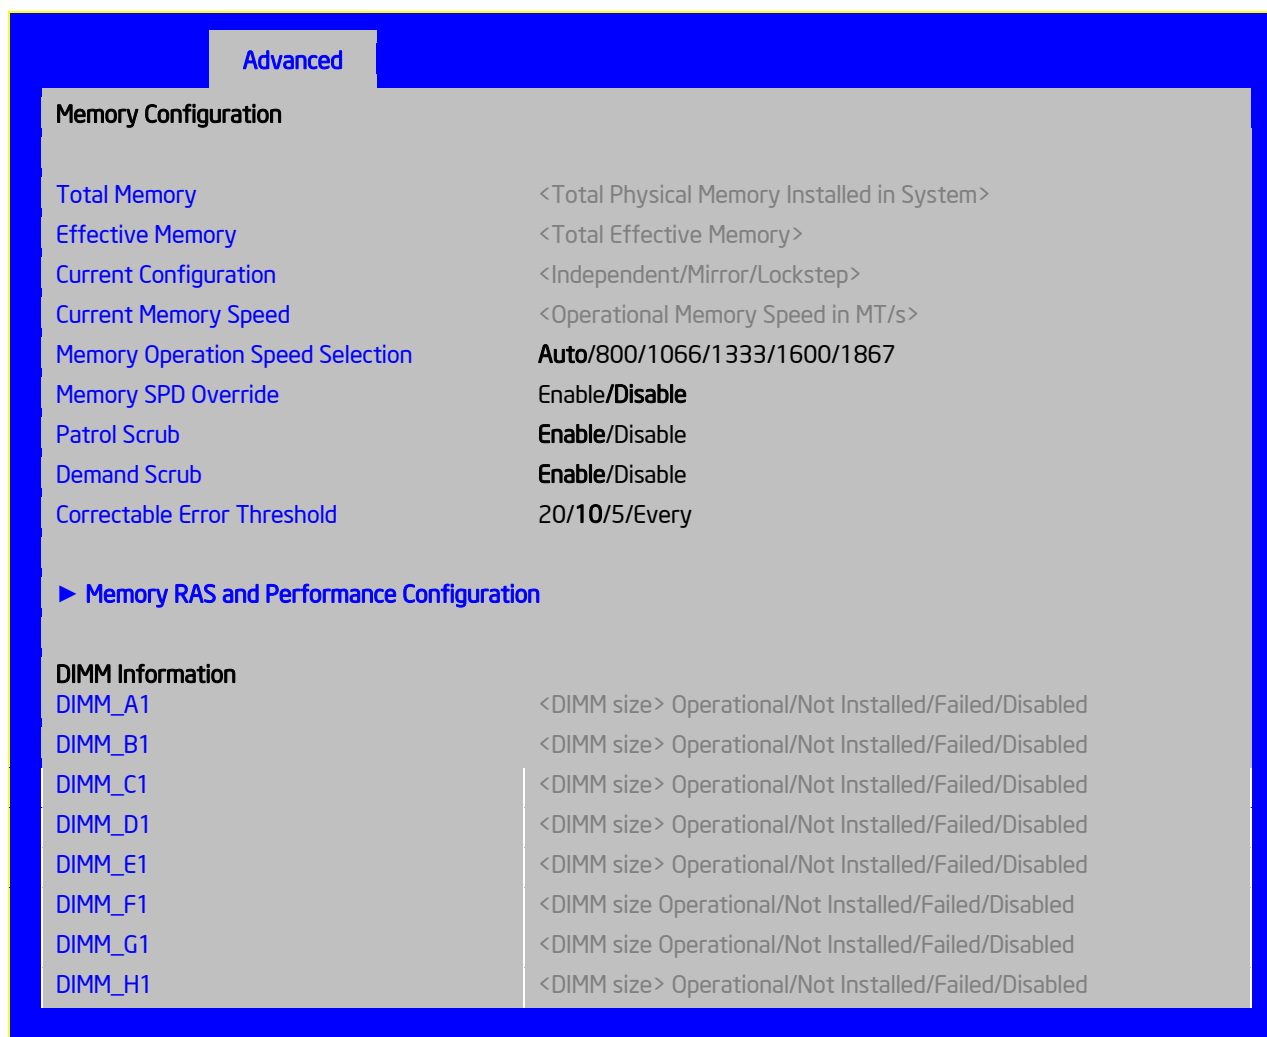 Advanced
Memory Configuration
Total Memory <Total Physical Memory Installed in System>
Effective Memory <Total Effective Memory>
Current Configuration <Independent/Mirror/Lockstep>
Current Memory Speed <Operational Memory Speed in MT/s>
Memory Operation Speed Selection Auto/800/1066/1333/1600/1867
Memory SPD Override Enable/Disable
Patrol Scrub Enable/Disable
Demand Scrub Enable/Disable
Correctable Error Threshold 20/10/5/Every
► Memory RAS and Performance Configuration
DIMM Information
DIMM_A1 <DIMM size> Operational/Not Installed/Failed/Disabled
DIMM_B1 <DIMM size> Operational/Not Installed/Failed/Disabled
DIMM_C1 <DIMM size> Operational/Not Installed/Failed/Disabled
DIMM_D1 <DIMM size> Operational/Not Installed/Failed/Disabled
DIMM_E1 <DIMM size> Operational/Not Installed/Failed/Disabled
DIMM_F1 <DIMM size Operational/Not Installed/Failed/Disabled
DIMM_G1 <DIMM size Operational/Not Installed/Failed/Disabled
DIMM_H1 <DIMM size> Operational/Not Installed/Failed/Disabled